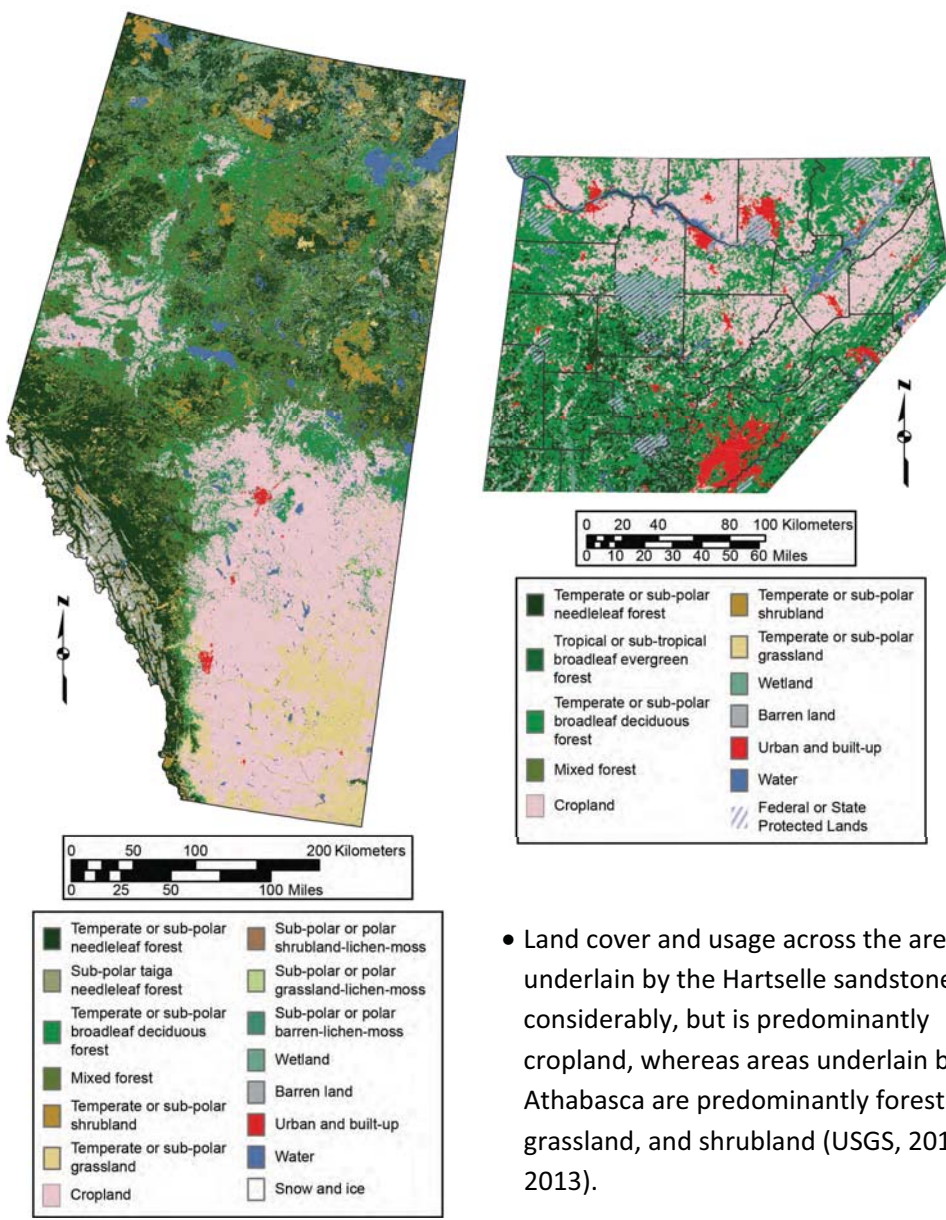 N
0 50 100 200 Kilometers
0 25 50 100 Miles
Temperate or sub-polar
needleleaf forest
Sub-polar taiga
needleleaf forest
Temperate or sub-polar
broadleaf deciduous
forest
Mixed forest
Temperate or sub-polar
shrubland
Temperate or sub-polar
grassland
Cropland
Sub-polar or polar
shrubland-lichen-moss
Sub-polar or polar
grassland-lichen-moss
Sub-polar or polar
barren-lichen-moss
Wetland
Barren land
Urban and built-up
Water
Snow and ice
N
0 20 40 80 100 Kilometers
0 10 20 30 40 50 60 Miles
Temperate or sub-polar
needleleaf forest
Tropical or sub-tropical
broadleaf evergreen
forest
Temperate or sub-polar
broadleaf deciduous
forest
Mixed forest
Cropland
Temperate or sub-polar
shrubland
Temperate or sub-polar
grassland
Wetland
Barren land
Urban and built-up
Water
Federal or State
Protected Lands
• Land cover and usage across the are
underlain by the Hartselle sandstone
considerably, but is predominantly
cropland, whereas areas underlain b
Athabasca are predominantly forest
grassland, and shrubland (USGS, 201
2013).